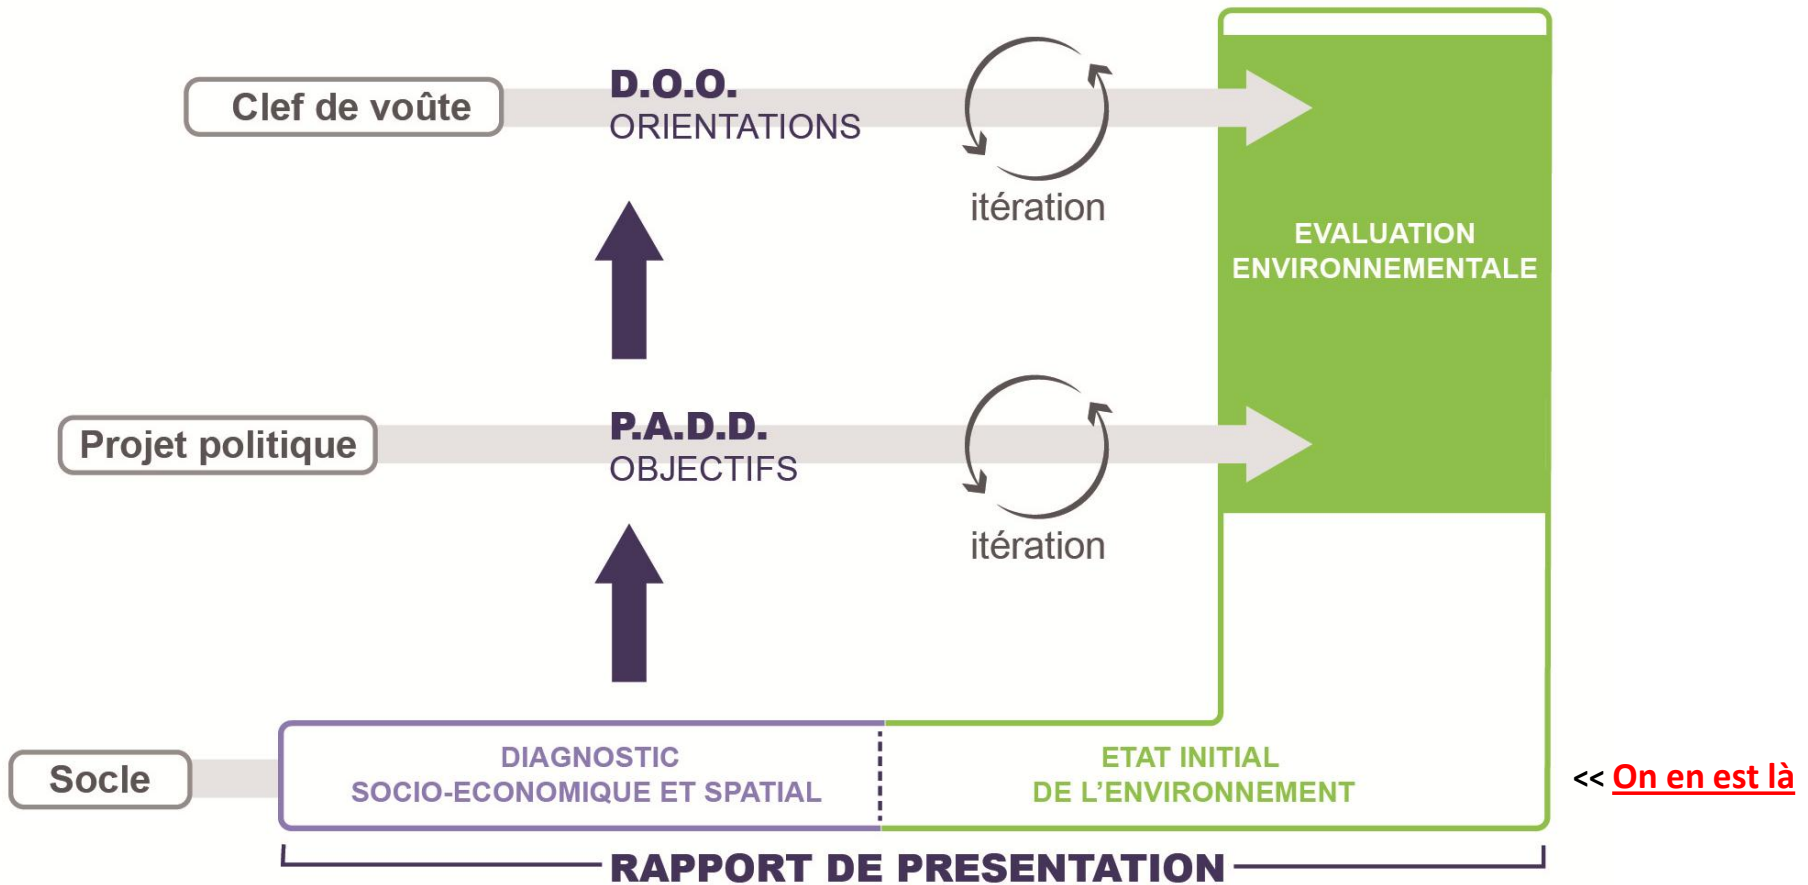 Clef de voûte
D.O.O.
ORIENTATIONS
itération
EVALUATION
ENVIRONNEMENTALE
Projet politique
P.A.D.D.
OBJECTIFS
itération
Socle
DIAGNOSTIC
SOCIO-ECONOMIQUE ET SPATIAL
ETAT INITIAL
DE L'ENVIRONNEMENT
<< On en est là
RAPPORT DE PRESENTATION